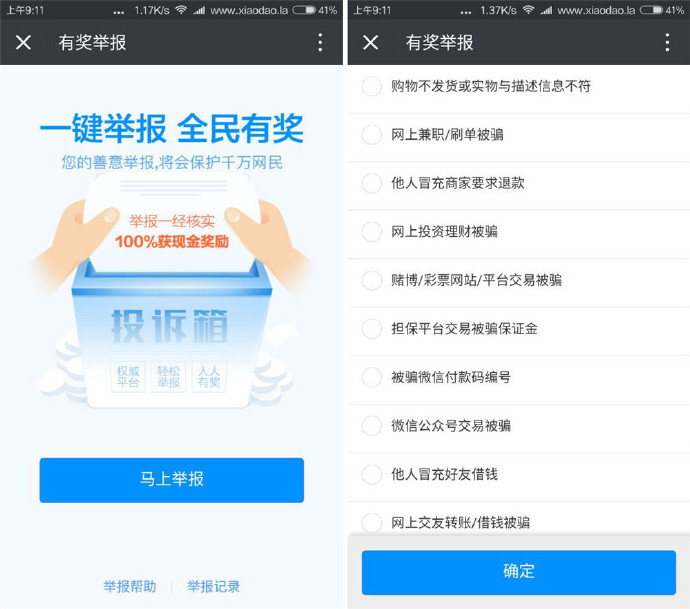 上午9:11 ... 1.17K/s www.xiaodao.la 41%
有奖举报
一键举报 全民有奖
您的善意举报,将会保护千万网民
举报一经核实
100%获现金奖励
投诉箱
权威 轻松 人人
平台 举报 有奖
马上举报
举报帮助 | 举报记录
上午9:11 ... 1.37K/s www.xiaodao.la 41%
有奖举报
购物不发货或实物与描述信息不符
网上兼职/刷单被骗
他人冒充商家要求退款
网上投资理财被骗
赌博/彩票网站/平台交易被骗
担保平台交易被骗保证金
被骗微信付款码编号
微信公众号交易被骗
他人冒充好友借钱
网上交友转账/借钱被骗
确定